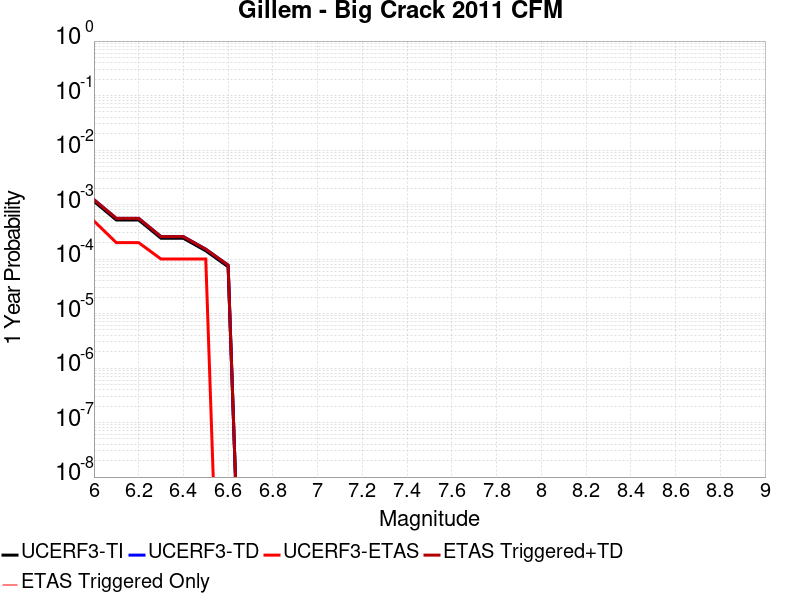 Gillem - Big Crack 2011 CFM
10^0
10^-1
10^-2
10^-3
10^-4
10^-5
10^-6
10^-7
10^-8
1 Year Probability
6 6.2 6.4 6.6 6.8 7 7.2 7.4 7.6 7.8 8 8.2 8.4 8.6 8.8 9
Magnitude
UCERF3-TI UCERF3-TD UCERF3-ETAS ETAS Triggered+TD
ETAS Triggered Only